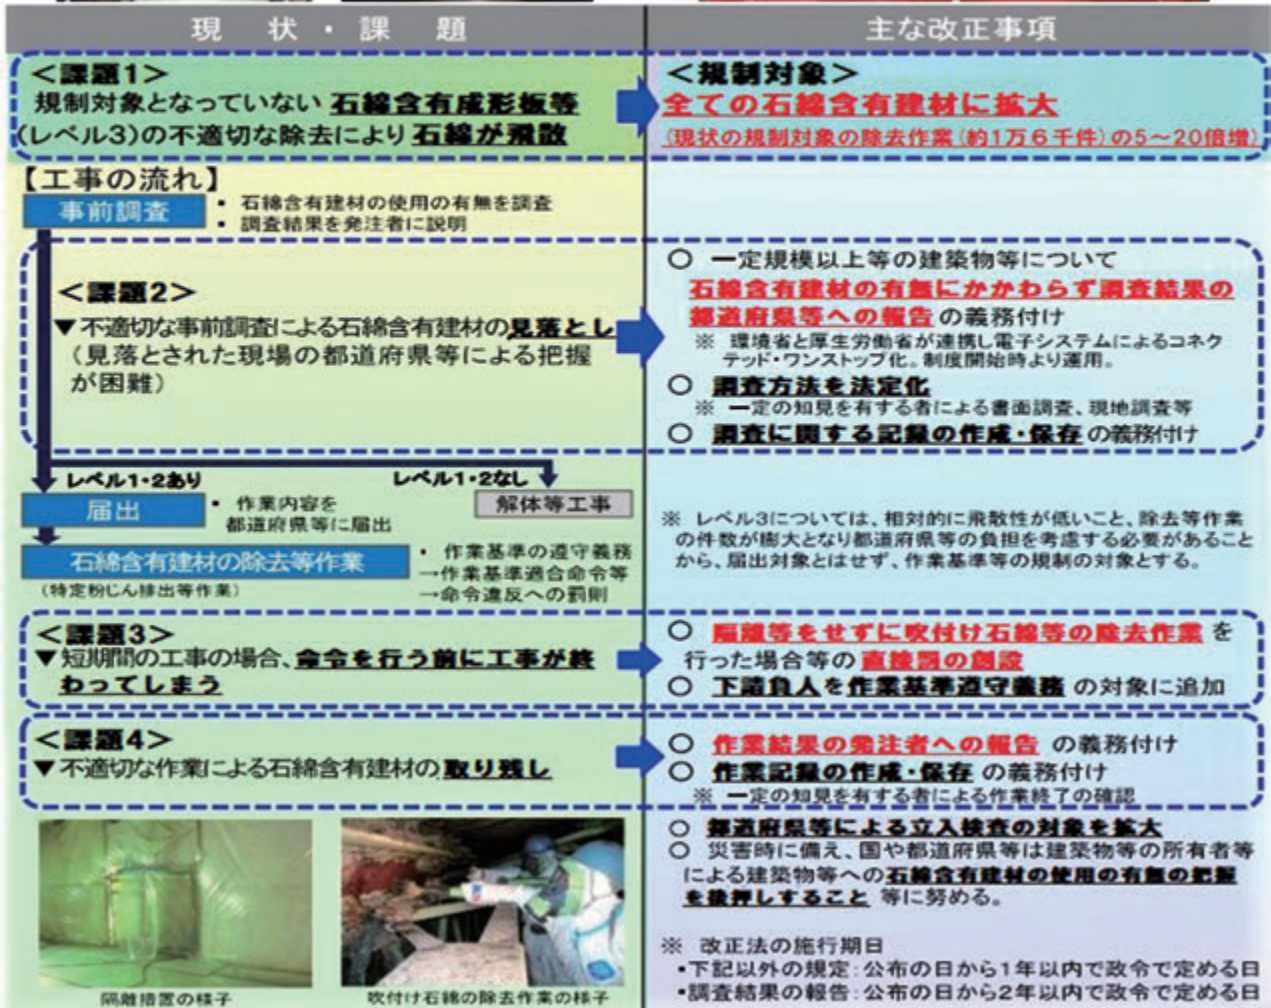 現状・課題
主な改正事項
＜課題1＞
規制対象となっていない 石綿含有成形板等
(レベル3)の不適切な除去により 石綿が飛散
＜規制対象＞
全ての石綿含有建材に拡大
(現状の規制対象の除去作業(約1万6千件)の5～20倍増)
【工事の流れ】
事前調査
・ 石綿含有建材の使用の有無を調査
・ 調査結果を発注者に説明
＜課題2＞
▼不適切な事前調査による石綿含有建材の見落とし
(見落とされた現場の都道府県等による把握
が困難)
○ 一定規模以上等の建築物等について
石綿含有建材の有無にかかわらず調査結果の
都道府県等への報告 の義務付け
※ 環境省と厚生労働省が連携し電子システムによるコネク
テッド・ワンストップ化。制度開始時より運用。
○ 調査方法を法定化
※ 一定の知見を有する者による書面調査、現地調査等
○ 調査に関する記録の作成・保存 の義務付け
レベル1・2あり
レベル1・2なし
届出
・ 作業内容を
都道府県等に届出
解体等工事
石綿含有建材の除去等作業
(特定粉じん排出等作業)
・ 作業基準の遵守義務
→作業基準適合命令等
→命令違反への罰則
※ レベル3については、相対的に飛散性が低いこと、除去等作業
の件数が膨大となり都道府県等の負担を考慮する必要があること
から、届出対象とはせず、作業基準等の規制の対象とする。
＜課題3＞
▼短期間の工事の場合、命令を行う前に工事が終
わってしまう
○ 隔離等をせずに吹付け石綿等の除去作業 を
行った場合等の 直接罰の創設
○ 下請負人を作業基準遵守義務 の対象に追加
＜課題4＞
▼不適切な作業による石綿含有建材の 取り残し
○ 作業結果の発注者への報告 の義務付け
○ 作業記録の作成・保存 の義務付け
※ 一定の知見を有する者による作業終了の確認
○ 都道府県等による立入検査の対象を拡大
○ 災害時に備え、国や都道府県等は建築物等の所有者等
による建築物等への石綿含有建材の使用の有無の把握
を後押しすること 等に努める。
※ 改正法の施行期日
・下記以外の規定：公布の日から1年以内で政令で定める日
・調査結果の報告：公布の日から2年以内で政令で定める日
隔離措置の様子
吹付け石綿の除去作業の様子